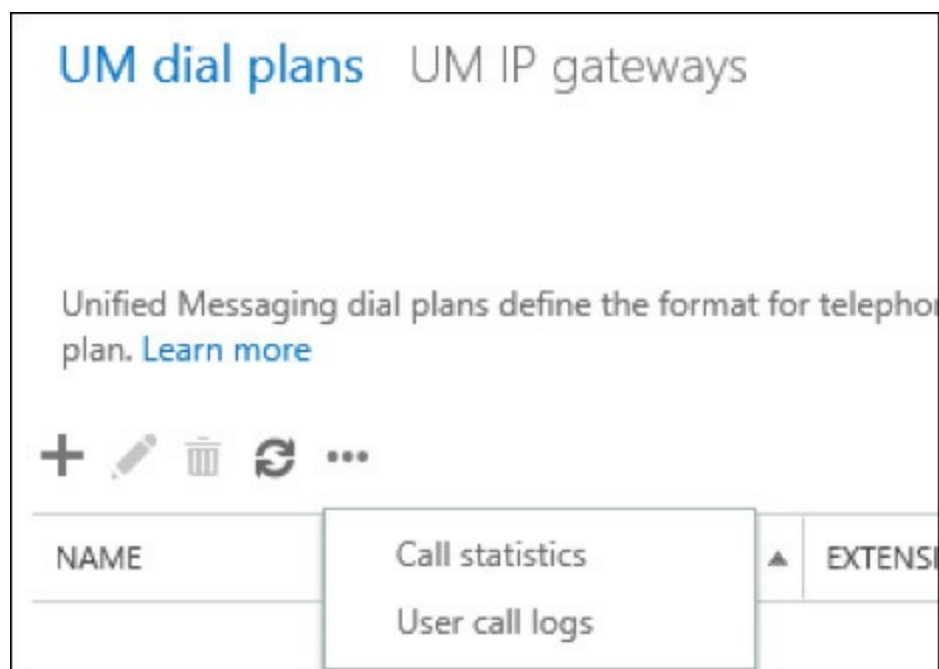 UM dial plans UM IP gateways
Unified Messaging dial plans define the format for
plan. Learn more
NAME
EXTENSI
Call statistics
User call logs